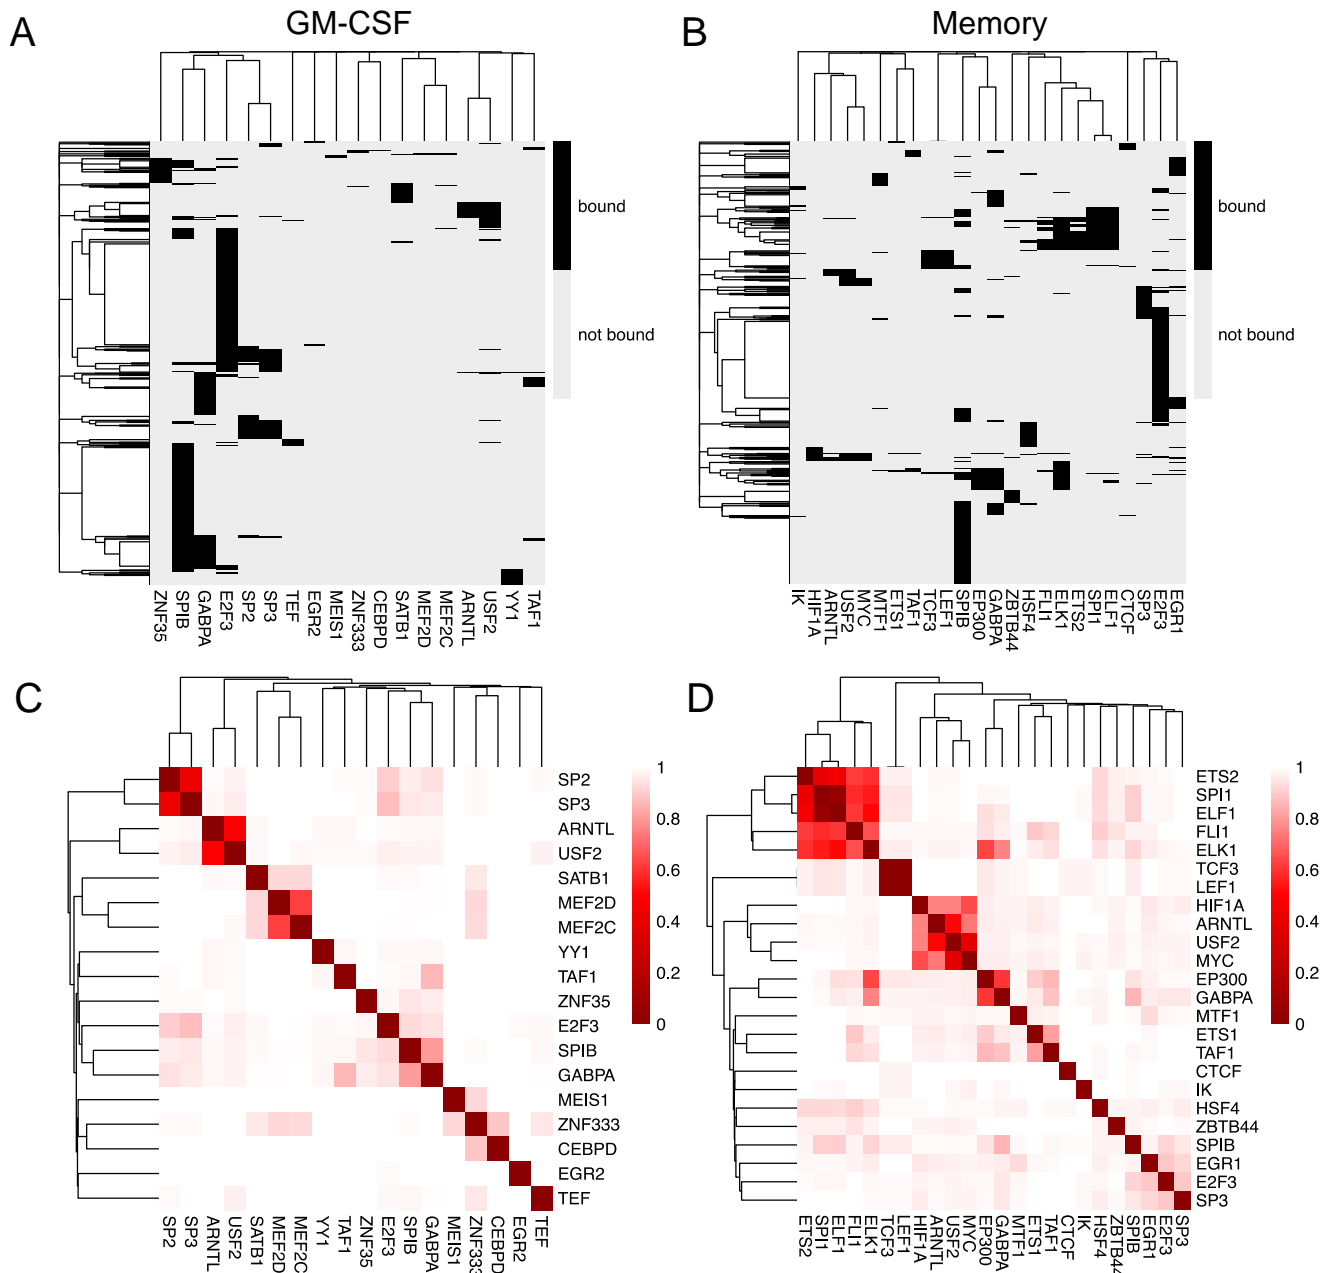 A
GM-CSF
B
Memory
bound
not bound
bound
not bound
ZNF35
SPIB
GABPA
E2F3
SP2
SP3
TEF
EGR2
MEIS1
ZNF333
CEBPD
SATB1
MEF2D
MEF2C
ARNTL
USF2
YY1
TAF1
IK
HIF1A
ARNTL
USF2
MYC
MTF1
ETS1
TAF1
TCF3
LEF1
SPIB
EP300
GABPA
ZBTB44
HSF4
FLI1
ELK1
ETS2
SPI1
ELF1
CTCF
SP3
E2F3
EGR1
C
SP2
SP3
ARNTL
USF2
SATB1
MEF2D
MEF2C
YY1
TAF1
ZNF35
E2F3
SPIB
GABPA
MEIS1
ZNF333
CEBPD
EGR2
TEF
1
0.8
0.6
0.4
0.2
0
SP2
SP3
ARNTL
USF2
SATB1
MEF2D
MEF2C
YY1
TAF1
ZNF35
E2F3
SPIB
GABPA
MEIS1
ZNF333
CEBPD
EGR2
TEF
D
ETS2
SPI1
ELF1
FLI1
ELK1
TCF3
LEF1
HIF1A
ARNTL
USF2
MYC
EP300
GABPA
MTF1
ETS1
TAF1
CTCF
IK
HSF4
ZBTB44
SPIB
EGR1
E2F3
SP3
1
0.8
0.6
0.4
0.2
0
ETS2
SPI1
ELF1
FLI1
ELK1
TCF3
LEF1
HIF1A
ARNTL
USF2
MYC
EP300
GABPA
MTF1
ETS1
TAF1
CTCF
IK
HSF4
ZBTB44
SPIB
EGR1
E2F3
SP3